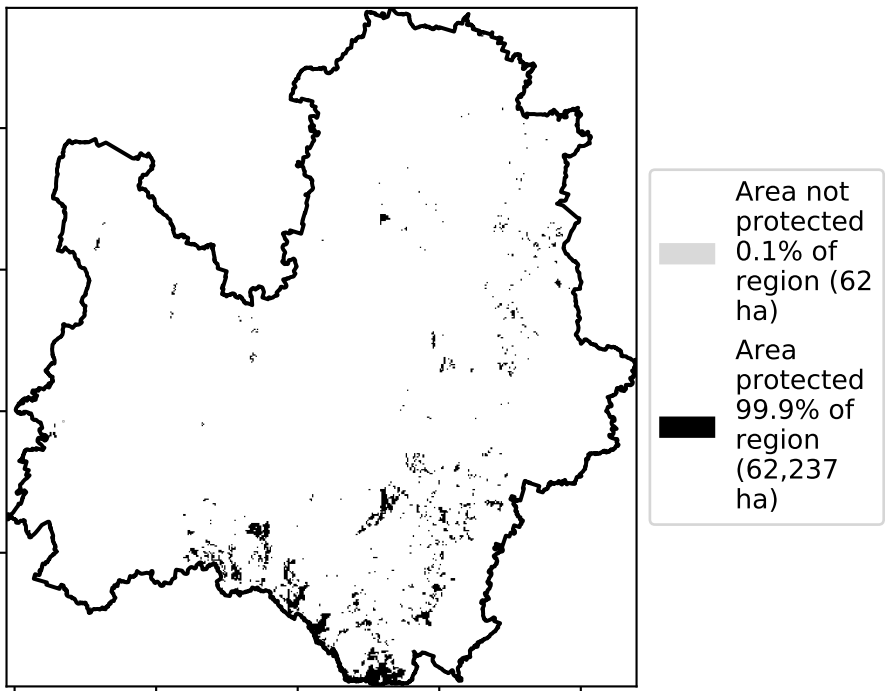 Area not
protected
0.1% of
region (62
ha)
Area
protected
99.9% of
region
(62,237
ha)